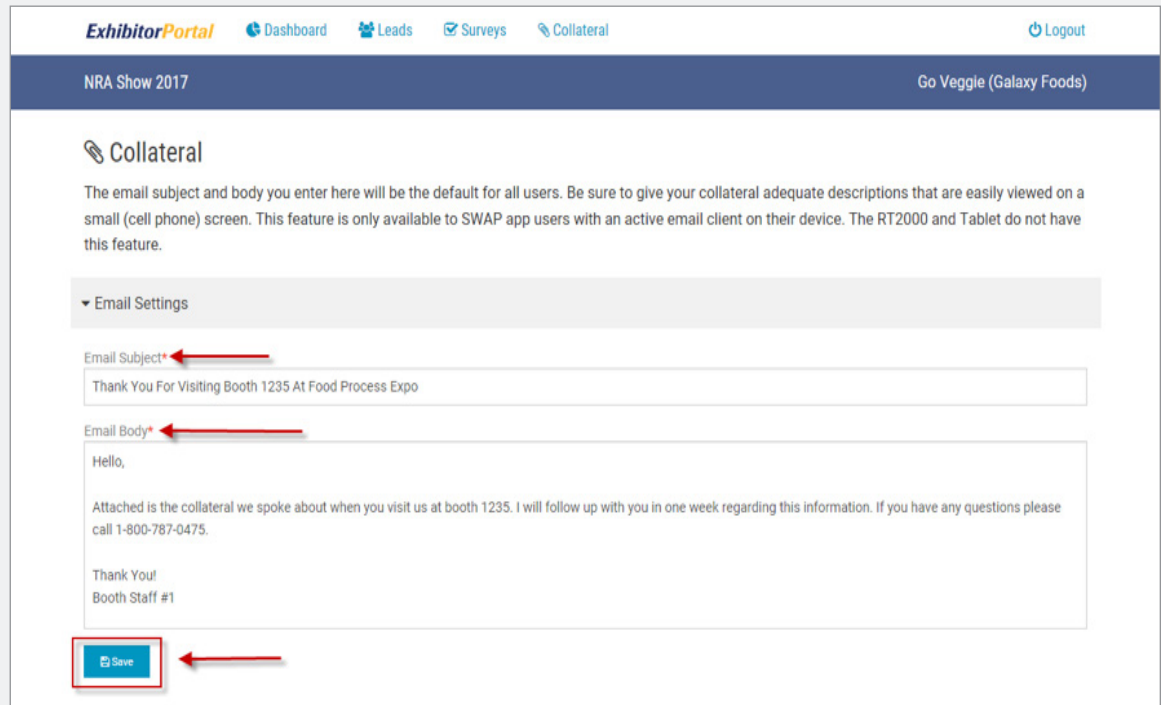 ExhibitorPortal Dashboard Leads Surveys Collateral Logout
NRA Show 2017 Go Veggie (Galaxy Foods)
Collateral
The email subject and body you enter here will be the default for all users. Be sure to give your collateral adequate descriptions that are easily viewed on a
small (cell phone) screen. This feature is only available to SWAP app users with an active email client on their device. The RT2000 and Tablet do not have
this feature.
Email Settings
Email Subject*
Thank You For Visiting Booth 1235 At Food Process Expo
Email Body*
Hello,
Attached is the collateral we spoke about when you visit us at booth 1235. I will follow up with you in one week regarding this information. If you have any questions please
call 1-800-787-0475.
Thank You!
Booth Staff #1
Save